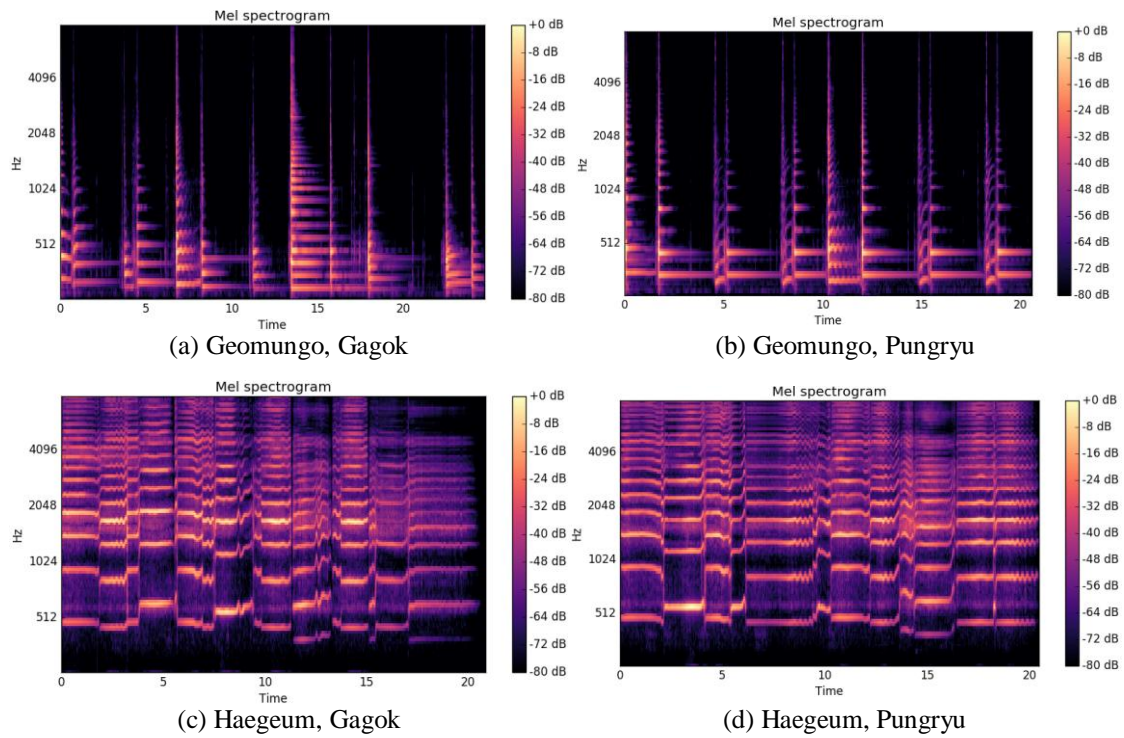 Mel spectrogram
+0 dB
-8 dB
-16 dB
-24 dB
-32 dB
-40 dB
-48 dB
-56 dB
-64 dB
-72 dB
-80 dB
4096
2048
1024
512
Hz
0 5 10 15 20
Time
(a) Geomungo, Gagok
Mel spectrogram
+0 dB
-8 dB
-16 dB
-24 dB
-32 dB
-40 dB
-48 dB
-56 dB
-64 dB
-72 dB
-80 dB
4096
2048
1024
512
Hz
0 5 10 15 20
Time
(b) Geomungo, Pungryu
Mel spectrogram
+0 dB
-8 dB
-16 dB
-24 dB
-32 dB
-40 dB
-48 dB
-56 dB
-64 dB
-72 dB
-80 dB
4096
2048
1024
512
Hz
0 5 10 15 20
Time
(c) Haegeum, Gagok
Mel spectrogram
+0 dB
-8 dB
-16 dB
-24 dB
-32 dB
-40 dB
-48 dB
-56 dB
-64 dB
-72 dB
-80 dB
4096
2048
1024
512
Hz
0 5 10 15 20
Time
(d) Haegeum, Pungryu